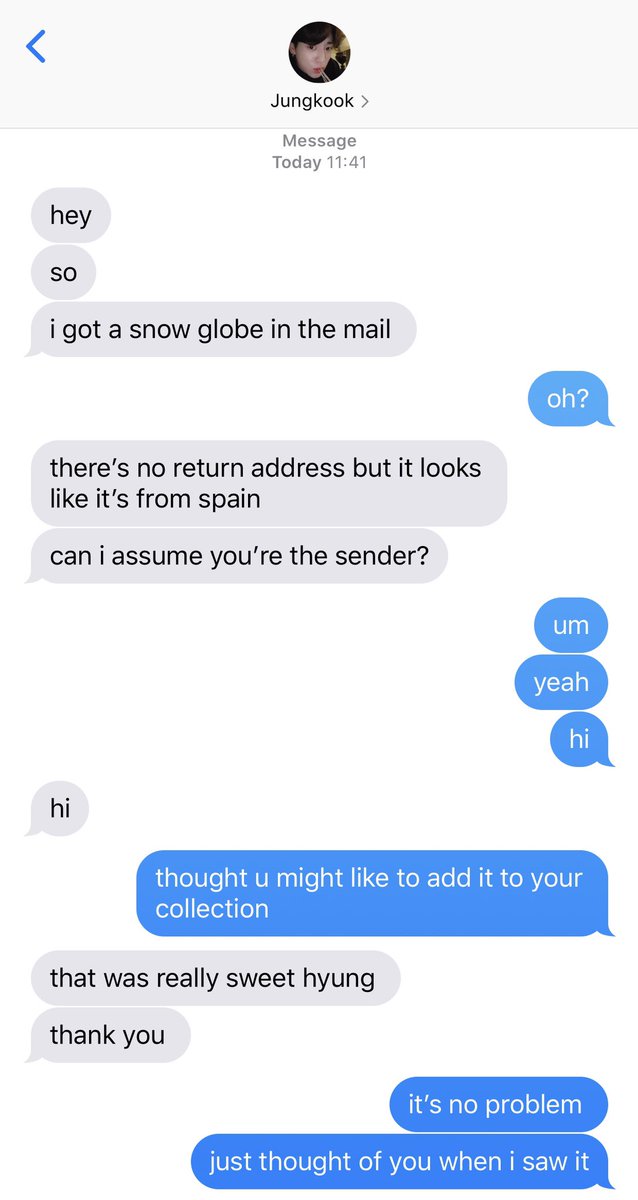 Jungkook
Message
Today 11:41
hey
so
i got a snow globe in the mail
oh?
there’s no return address but it looks
like it’s from spain
can i assume you’re the sender?
um
yeah
hi
hi
thought u might like to add it to your
collection
that was really sweet hyung
thank you
it’s no problem
just thought of you when i saw it